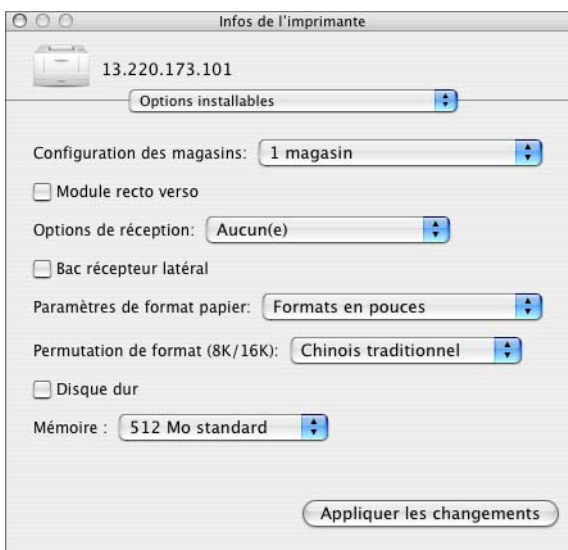 Infos de l'imprimante
13.220.173.101
Options installables
Configuration des magasins: 1 magasin
Module recto verso
Options de réception: Aucun(e)
Bac récepteur latéral
Paramètres de format papier: Formats en pouces
Permutation de format (8K/16K): Chinois traditionnel
Disque dur
Mémoire : 512 Mo standard
Appliquer les changements